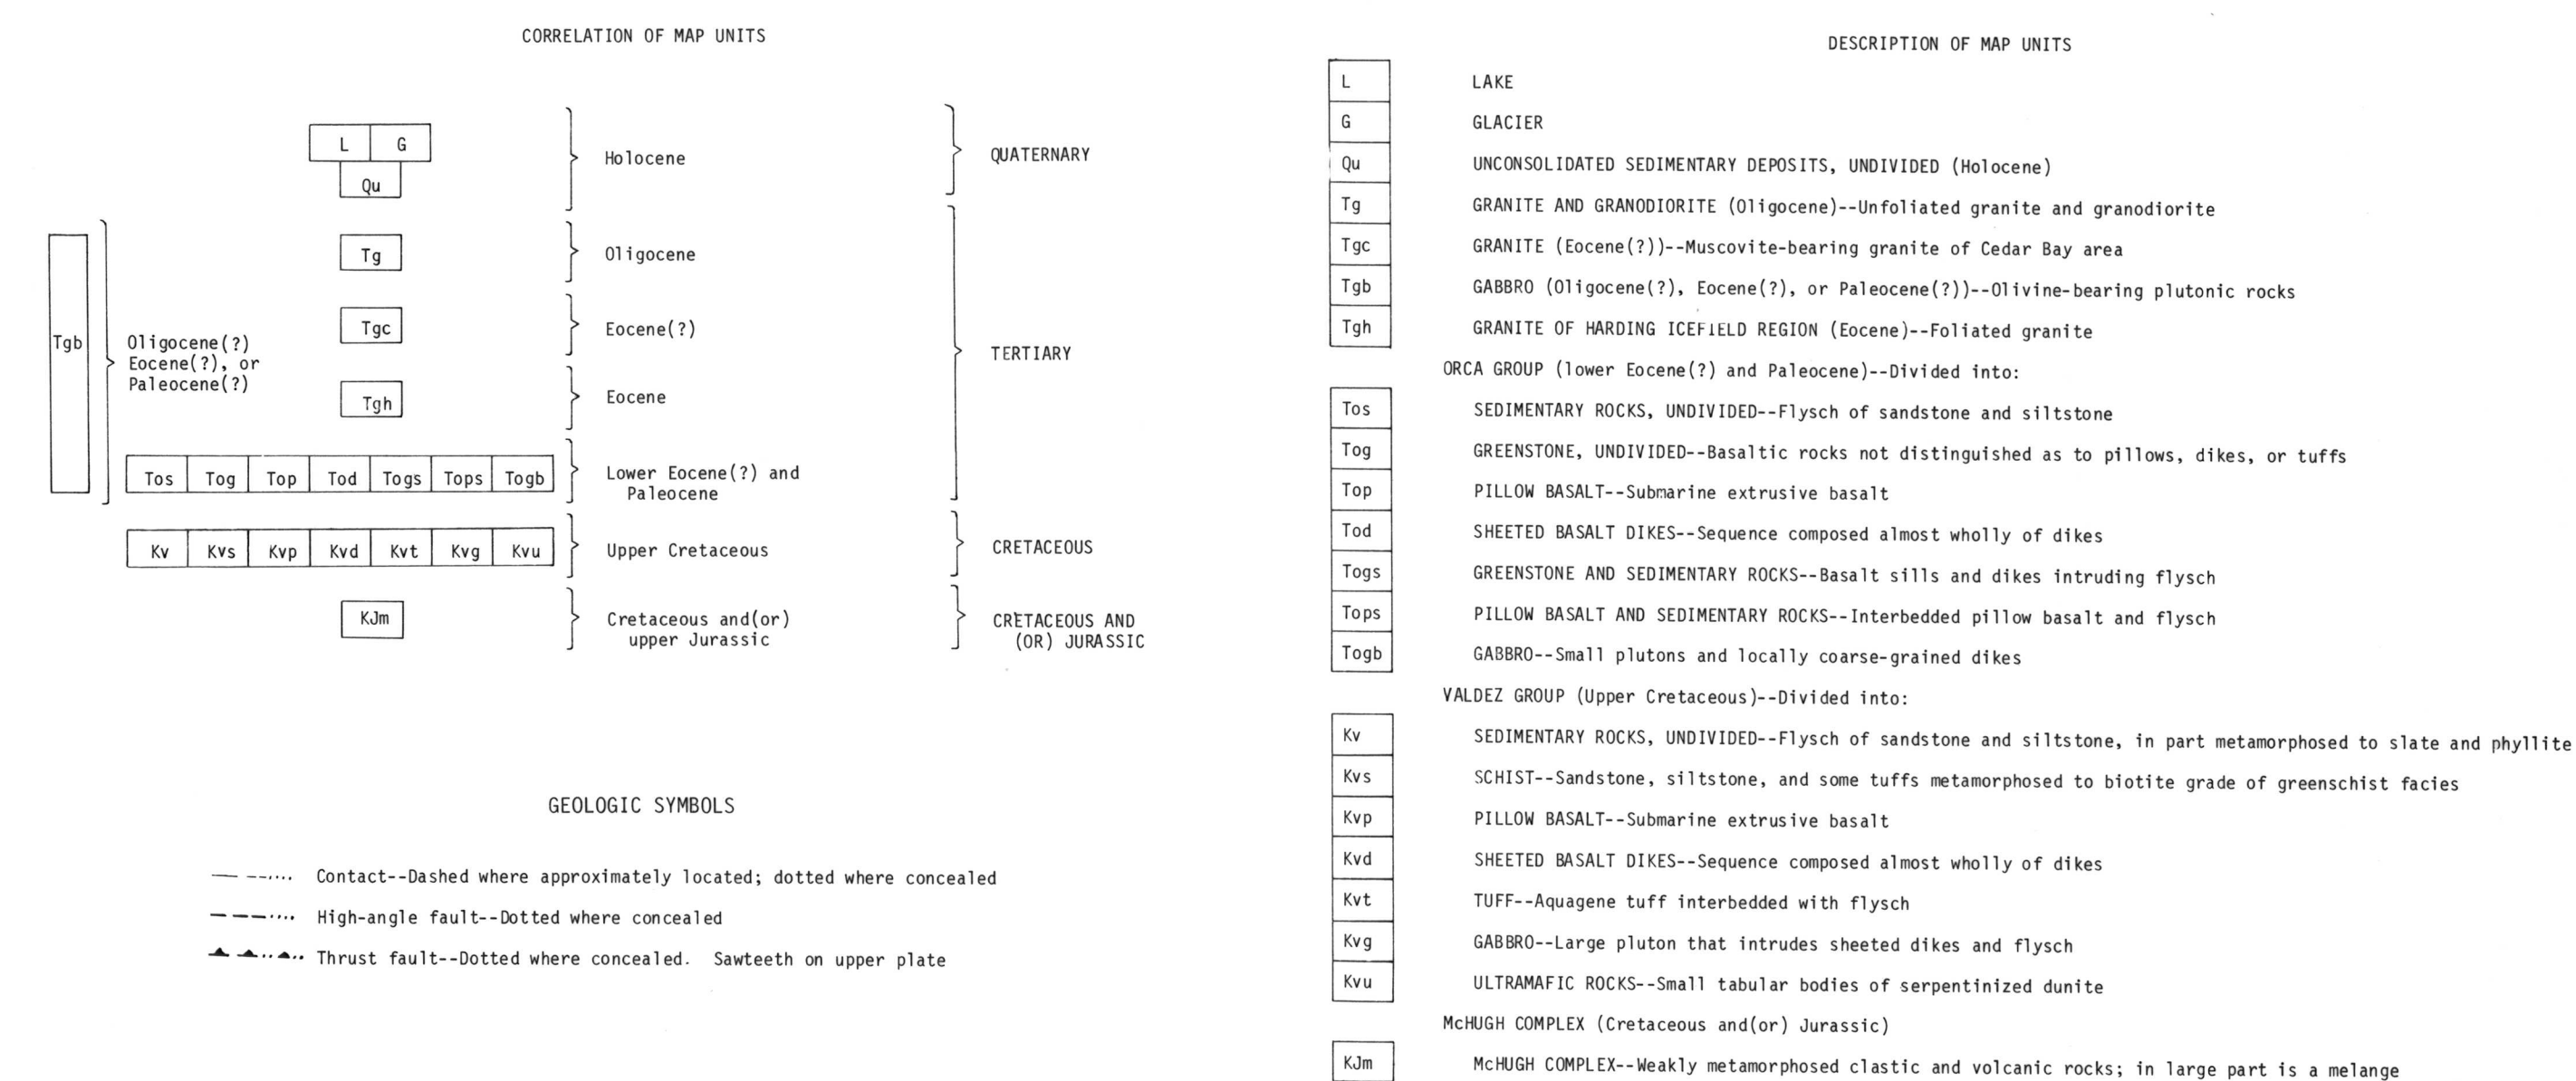 CORRELATION OF MAP UNITS
L G
Holocene
QUATERNARY
Qu
Tg
Oligocene
Tgc
Eocene(?)
Tgb
Oligocene(?)
Eocene(?), or
Paleocene(?)
TERTIARY
Tgh
Eocene
Tos Tog Top Tod Togs Tops Togb
Lower Eocene(?) and
Paleocene
Kv Kvs Kvp Kvd Kvt Kvg Kvu
Upper Cretaceous
CRETACEOUS
KJm
Cretaceous and(or)
upper Jurassic
CRETACEOUS AND
(OR) JURASSIC
GEOLOGIC SYMBOLS
Contact--Dashed where approximately located; dotted where concealed
High-angle fault--Dotted where concealed
Thrust fault--Dotted where concealed. Sawteeth on upper plate
DESCRIPTION OF MAP UNITS
L LAKE
G GLACIER
Qu UNCONSOLIDATED SEDIMENTARY DEPOSITS, UNDIVIDED (Holocene)
Tg GRANITE AND GRANODIORITE (Oligocene)--Unfoliated granite and granodiorite
Tgc GRANITE (Eocene(?))--Muscovite-bearing granite of Cedar Bay area
Tgb GABBRO (Oligocene(?), Eocene(?), or Paleocene(?))--Olivine-bearing plutonic rocks
Tgh GRANITE OF HARDING ICEFIELD REGION (Eocene)--Foliated granite
ORCA GROUP (lower Eocene(?) and Paleocene)--Divided into:
Tos SEDIMENTARY ROCKS, UNDIVIDED--Flysch of sandstone and siltstone
Tog GREENSTONE, UNDIVIDED--Basaltic rocks not distinguished as to pillows, dikes, or tuffs
Top PILLOW BASALT--Submarine extrusive basalt
Tod SHEETED BASALT DIKES--Sequence composed almost wholly of dikes
Togs GREENSTONE AND SEDIMENTARY ROCKS--Basalt sills and dikes intruding flysch
Tops PILLOW BASALT AND SEDIMENTARY ROCKS--Interbedded pillow basalt and flysch
Togb GABBRO--Small plutons and locally coarse-grained dikes
VALDEZ GROUP (Upper Cretaceous)--Divided into:
Kv SEDIMENTARY ROCKS, UNDIVIDED--Flysch of sandstone and siltstone, in part metamorphosed to slate and phyllite
Kvs SCHIST--Sandstone, siltstone, and some tuffs metamorphosed to biotite grade of greenschist facies
Kvp PILLOW BASALT--Submarine extrusive basalt
Kvd SHEETED BASALT DIKES--Sequence composed almost wholly of dikes
Kvt TUFF--Aquagene tuff interbedded with flysch
Kvg GABBRO--Large pluton that intrudes sheeted dikes and flysch
Kvu ULTRAMAFIC ROCKS--Small tabular bodies of serpentinized dunite
McHUGH COMPLEX (Cretaceous and(or) Jurassic)
KJm McHUGH COMPLEX--Weakly metamorphosed clastic and volcanic rocks; in large part is a melange